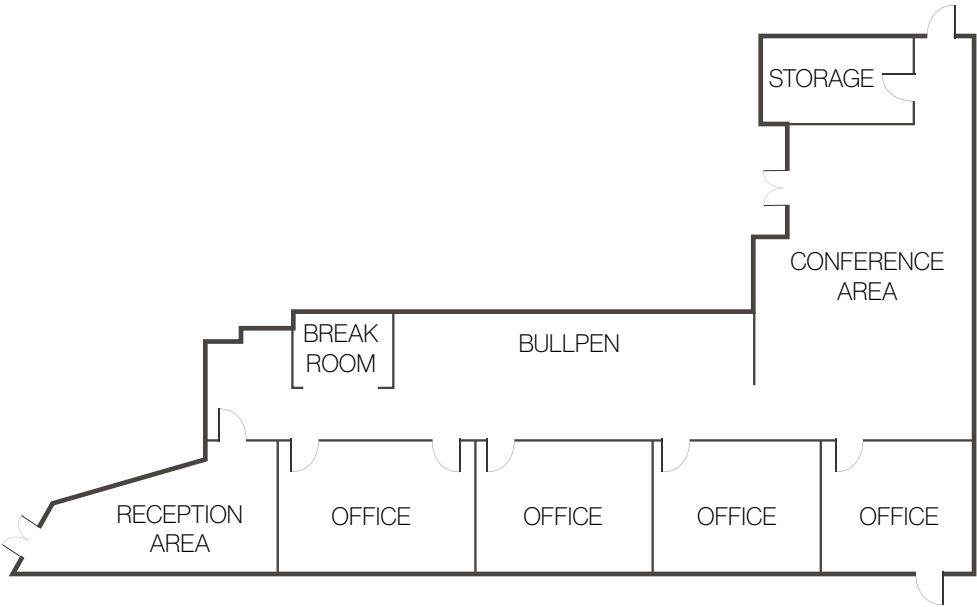 STORAGE
CONFERENCE
AREA
BREAK
ROOM
BULLPEN
RECEPTION
AREA
OFFICE
OFFICE
OFFICE
OFFICE